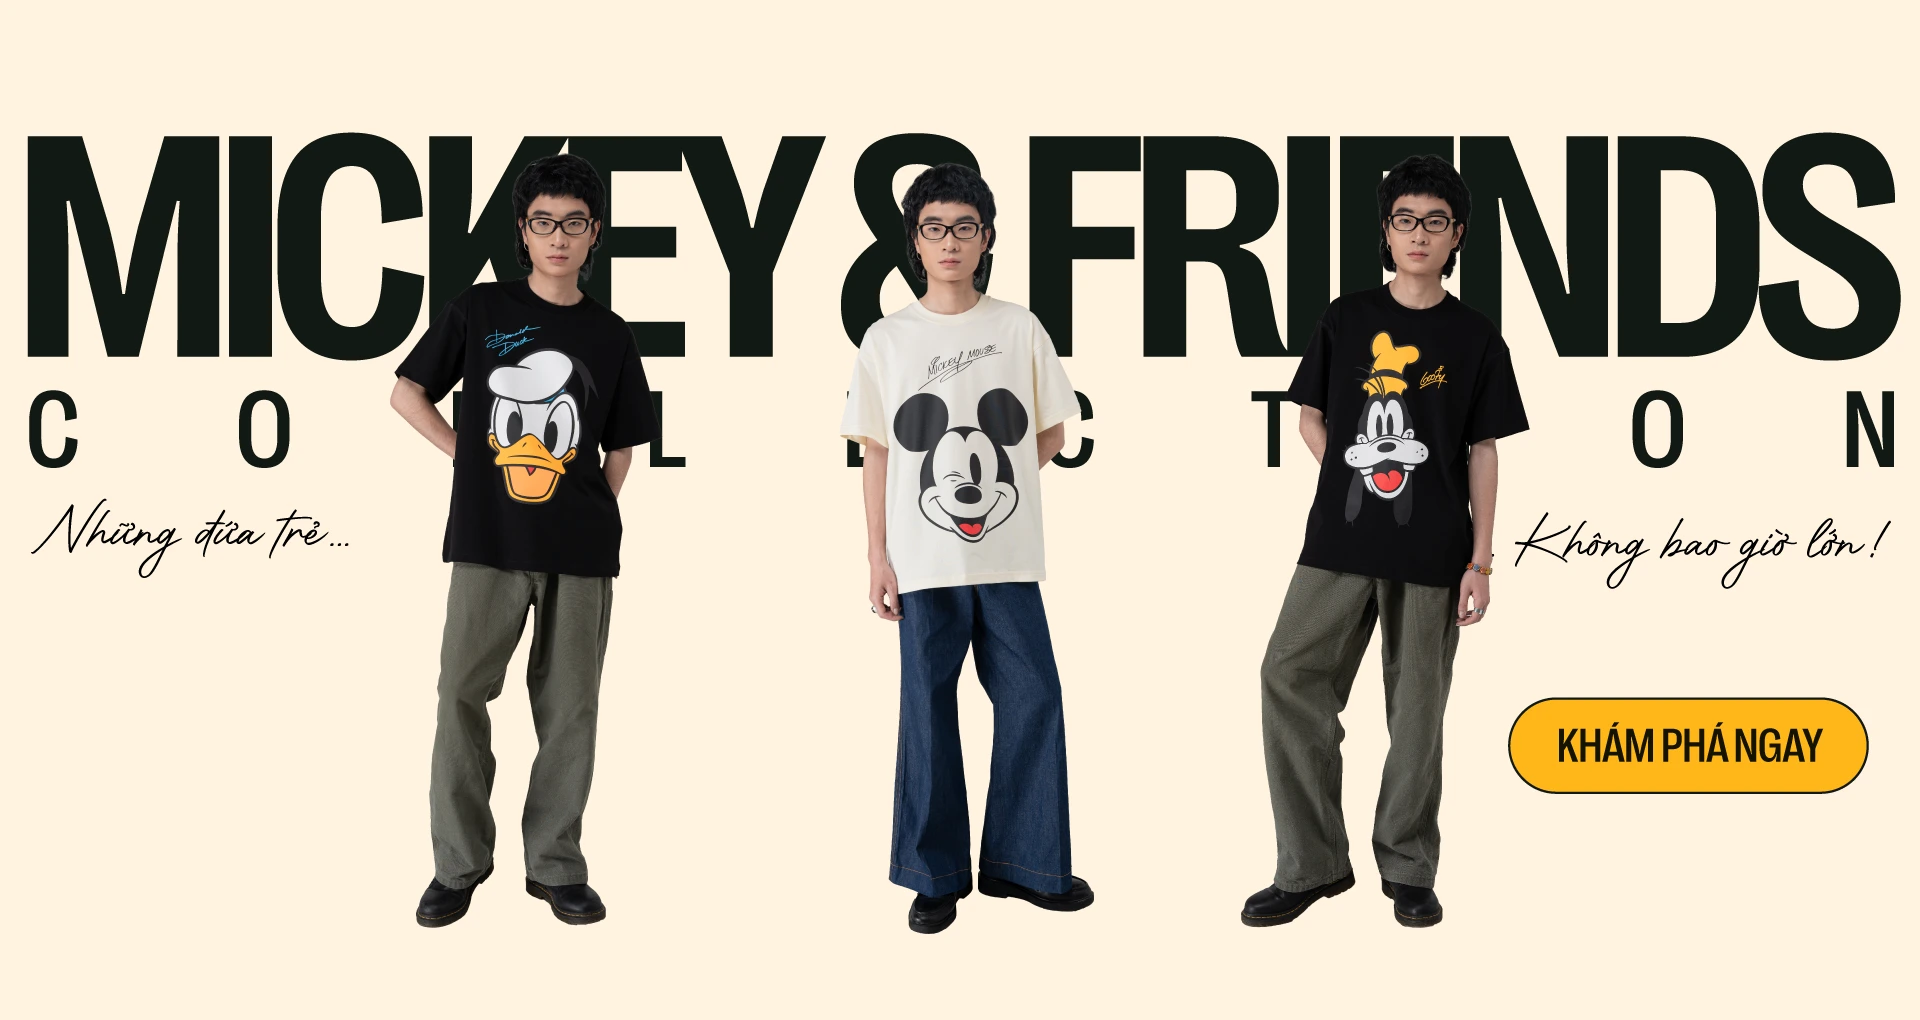 MICKEY & FRIENDS
COLLECTION
Donald Duck
MICKEY MOUSE
Goofy
Những đứa trẻ...
Không bao giờ lớn!
KHÁM PHÁ NGAY